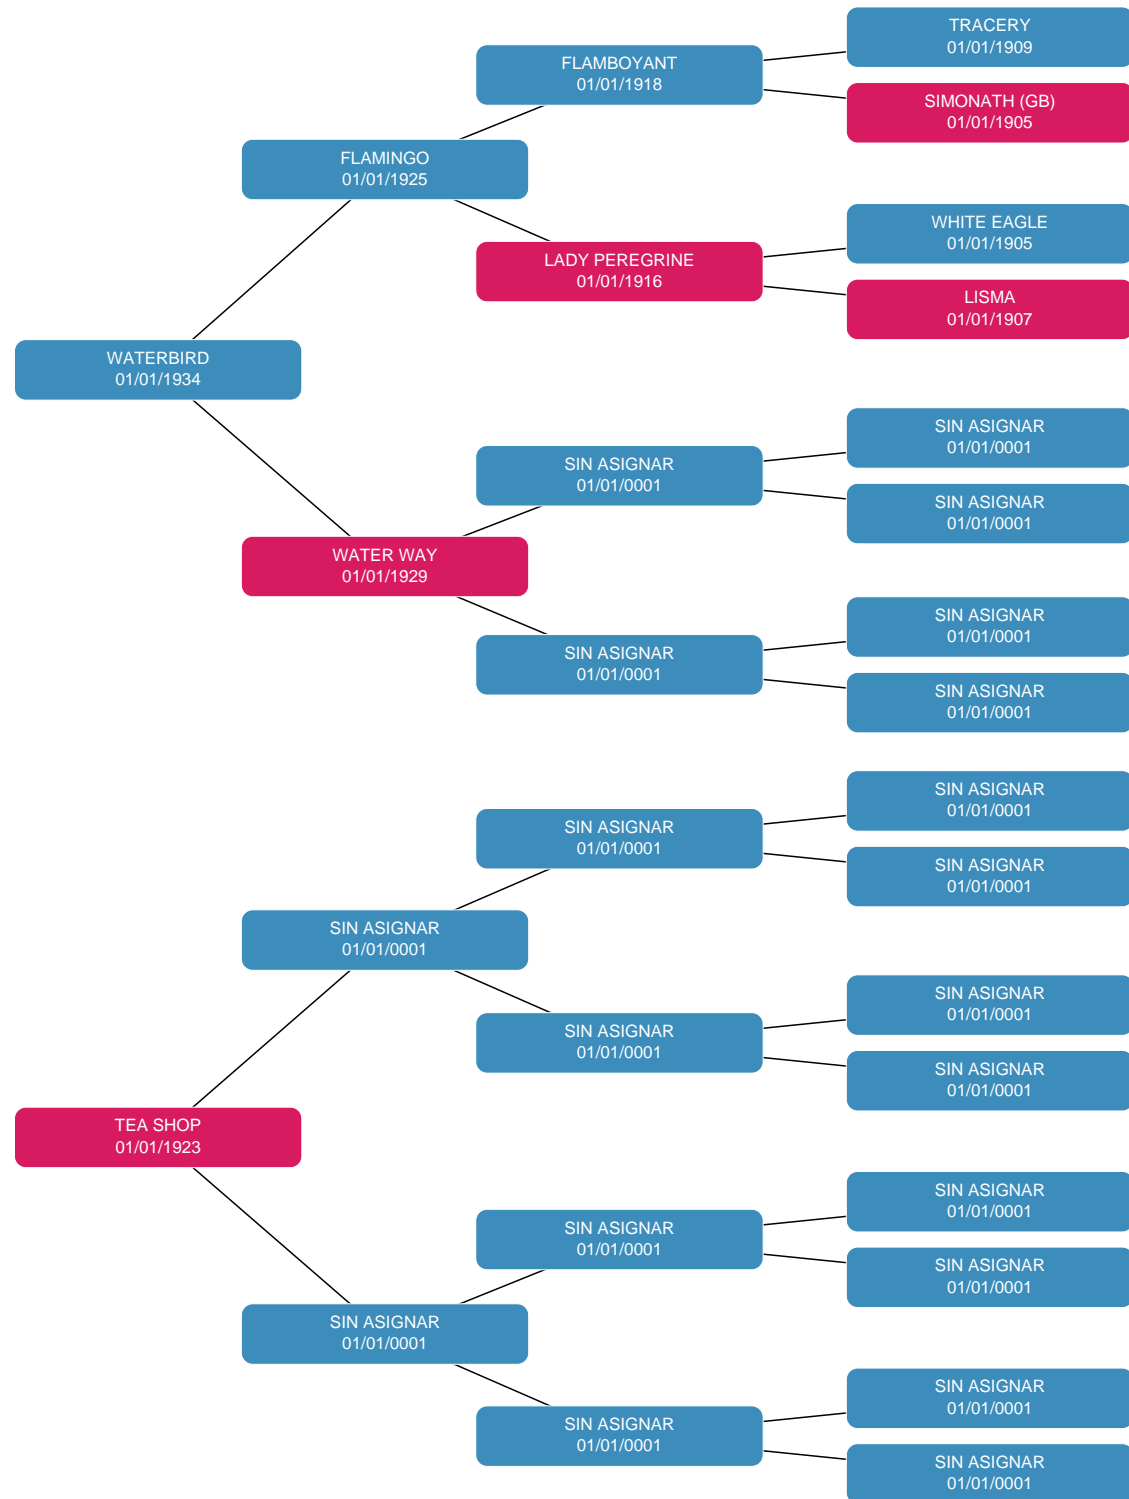 TRACERY
01/01/1909
FLAMBOYANT
01/01/1918
SIMONATH (GB)
01/01/1905
FLAMINGO
01/01/1925
WHITE EAGLE
01/01/1905
LADY PEREGRINE
01/01/1916
LISMA
01/01/1907
WATERBIRD
01/01/1934
SIN ASIGNAR
01/01/0001
SIN ASIGNAR
01/01/0001
SIN ASIGNAR
01/01/0001
WATER WAY
01/01/1929
SIN ASIGNAR
01/01/0001
SIN ASIGNAR
01/01/0001
SIN ASIGNAR
01/01/0001
SIN ASIGNAR
01/01/0001
SIN ASIGNAR
01/01/0001
SIN ASIGNAR
01/01/0001
SIN ASIGNAR
01/01/0001
SIN ASIGNAR
01/01/0001
SIN ASIGNAR
01/01/0001
SIN ASIGNAR
01/01/0001
TEA SHOP
01/01/1923
SIN ASIGNAR
01/01/0001
SIN ASIGNAR
01/01/0001
SIN ASIGNAR
01/01/0001
SIN ASIGNAR
01/01/0001
SIN ASIGNAR
01/01/0001
SIN ASIGNAR
01/01/0001
SIN ASIGNAR
01/01/0001